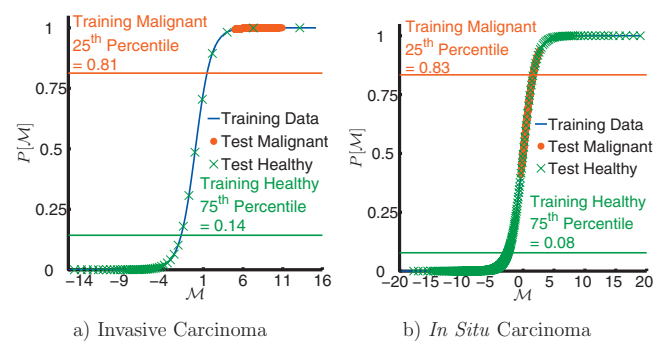 Training Malignant
25th Percentile
= 0.81
1
0.75
0.5
0.25
0
P[M]
Training Data
Test Malignant
Test Healthy
Training Healthy
75th Percentile
= 0.14
−14 −9 −4 1 6 11 16
M
a) Invasive Carcinoma
Training Malignant
25th Percentile
= 0.83
1
0.75
0.5
0.25
0
P[M]
Training Data
Test Malignant
Test Healthy
Training Healthy
75th Percentile
= 0.08
−20 −15 −10 −5 0 5 10 15 20
M
b) In Situ Carcinoma